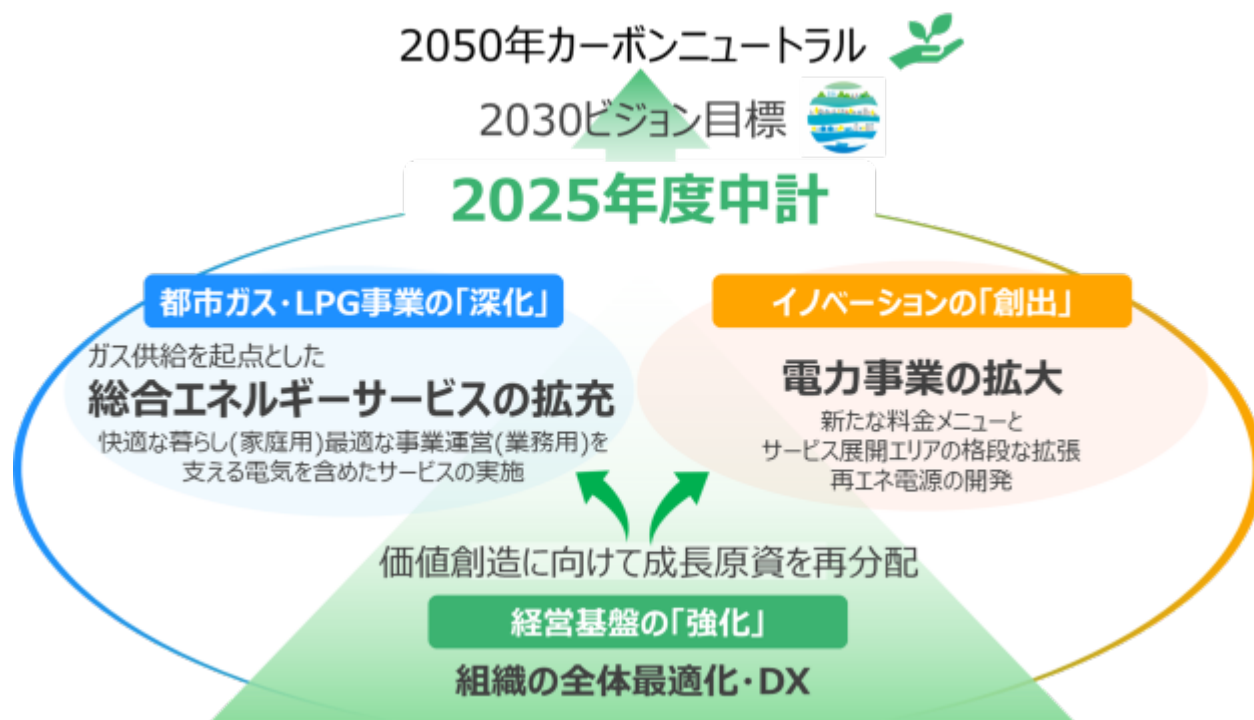 2050年カーボンニュートラル
2030ビジョン目標
2025年度中計
都市ガス・LPG事業の「深化」
ガス供給を起点とした
総合エネルギーサービスの拡充
快適な暮らし(家庭用)最適な事業運営(業務用)を
支える電気を含めたサービスの実施
イノベーションの「創出」
電力事業の拡大
新たな料金メニューと
サービス展開エリアの格段な拡張
再エネ電源の開発
価値創造に向けて成長原資を再分配
経営基盤の「強化」
組織の全体最適化・DX